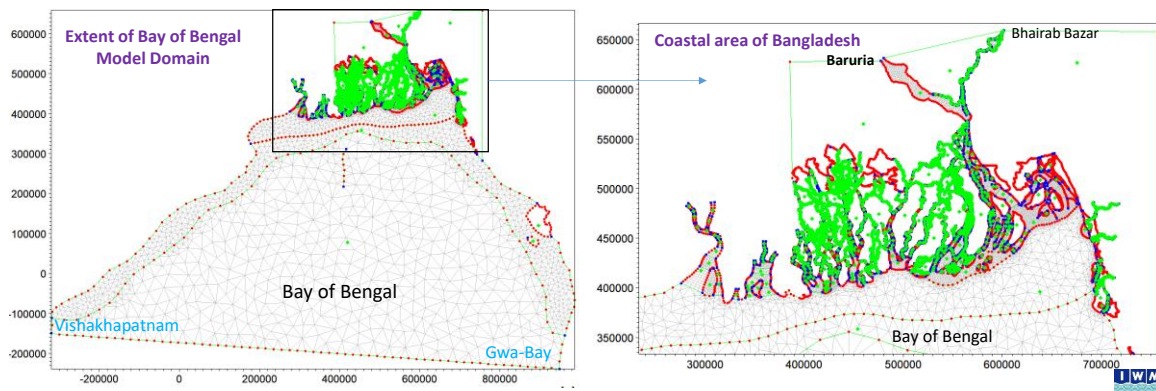 Extent of Bay of Bengal
Model Domain
600000
500000
400000
300000
200000
100000
0
-100000
-200000
Vishakhapatnam
Bay of Bengal
Gwa-Bay
-200000
0
200000
400000
600000
800000
Coastal area of Bangladesh
Bhairab Bazar
Baruria
650000
600000
550000
500000
450000
400000
350000
Bay of Bengal
300000
400000
500000
600000
700000
IWM